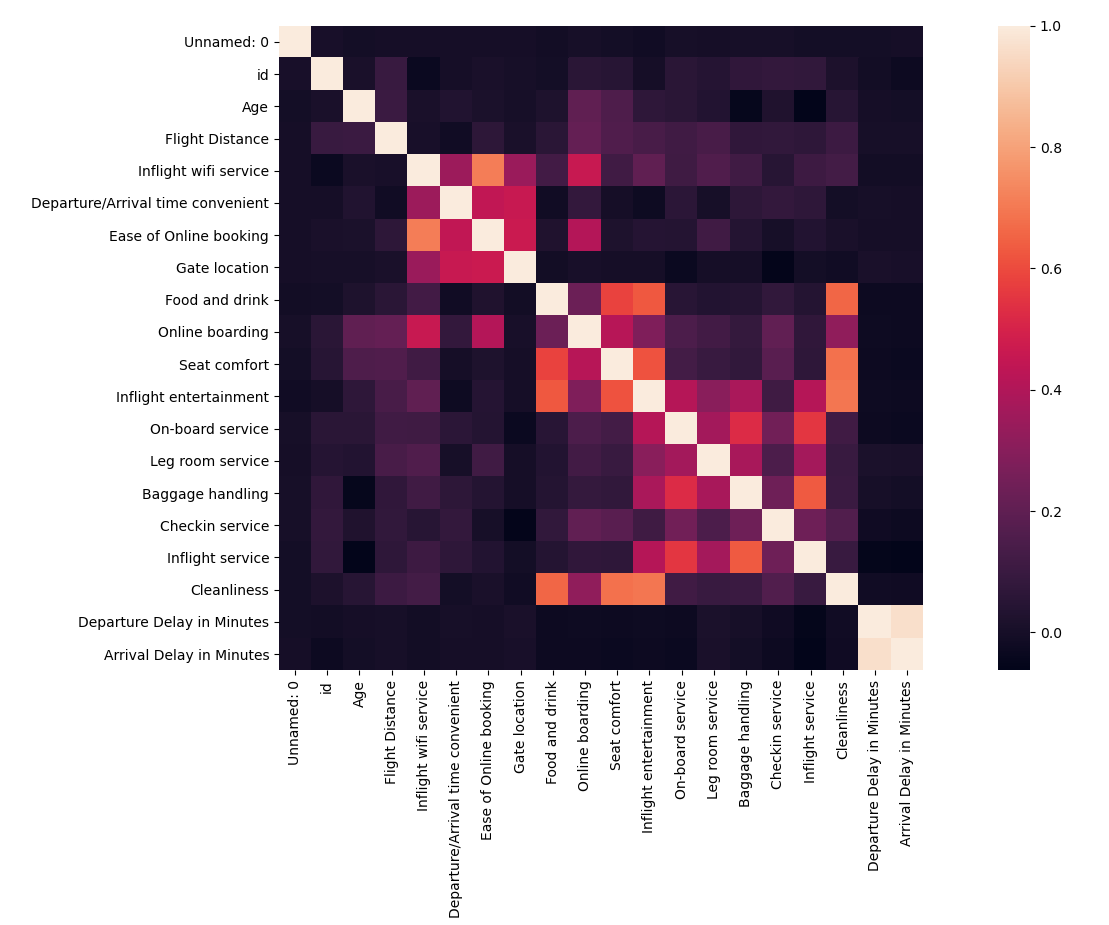 Unnamed: 0
id
Age
Flight Distance
Inflight wifi service
Departure/Arrival time convenient
Ease of Online booking
Gate location
Food and drink
Online boarding
Seat comfort
Inflight entertainment
On-board service
Leg room service
Baggage handling
Checkin service
Inflight service
Cleanliness
Departure Delay in Minutes
Arrival Delay in Minutes
Unnamed: 0
id
Age
Flight Distance
Inflight wifi service
Departure/Arrival time convenient
Ease of Online booking
Gate location
Food and drink
Online boarding
Seat comfort
Inflight entertainment
On-board service
Leg room service
Baggage handling
Checkin service
Inflight service
Cleanliness
Departure Delay in Minutes
Arrival Delay in Minutes
1.0
0.8
0.6
0.4
0.2
0.0